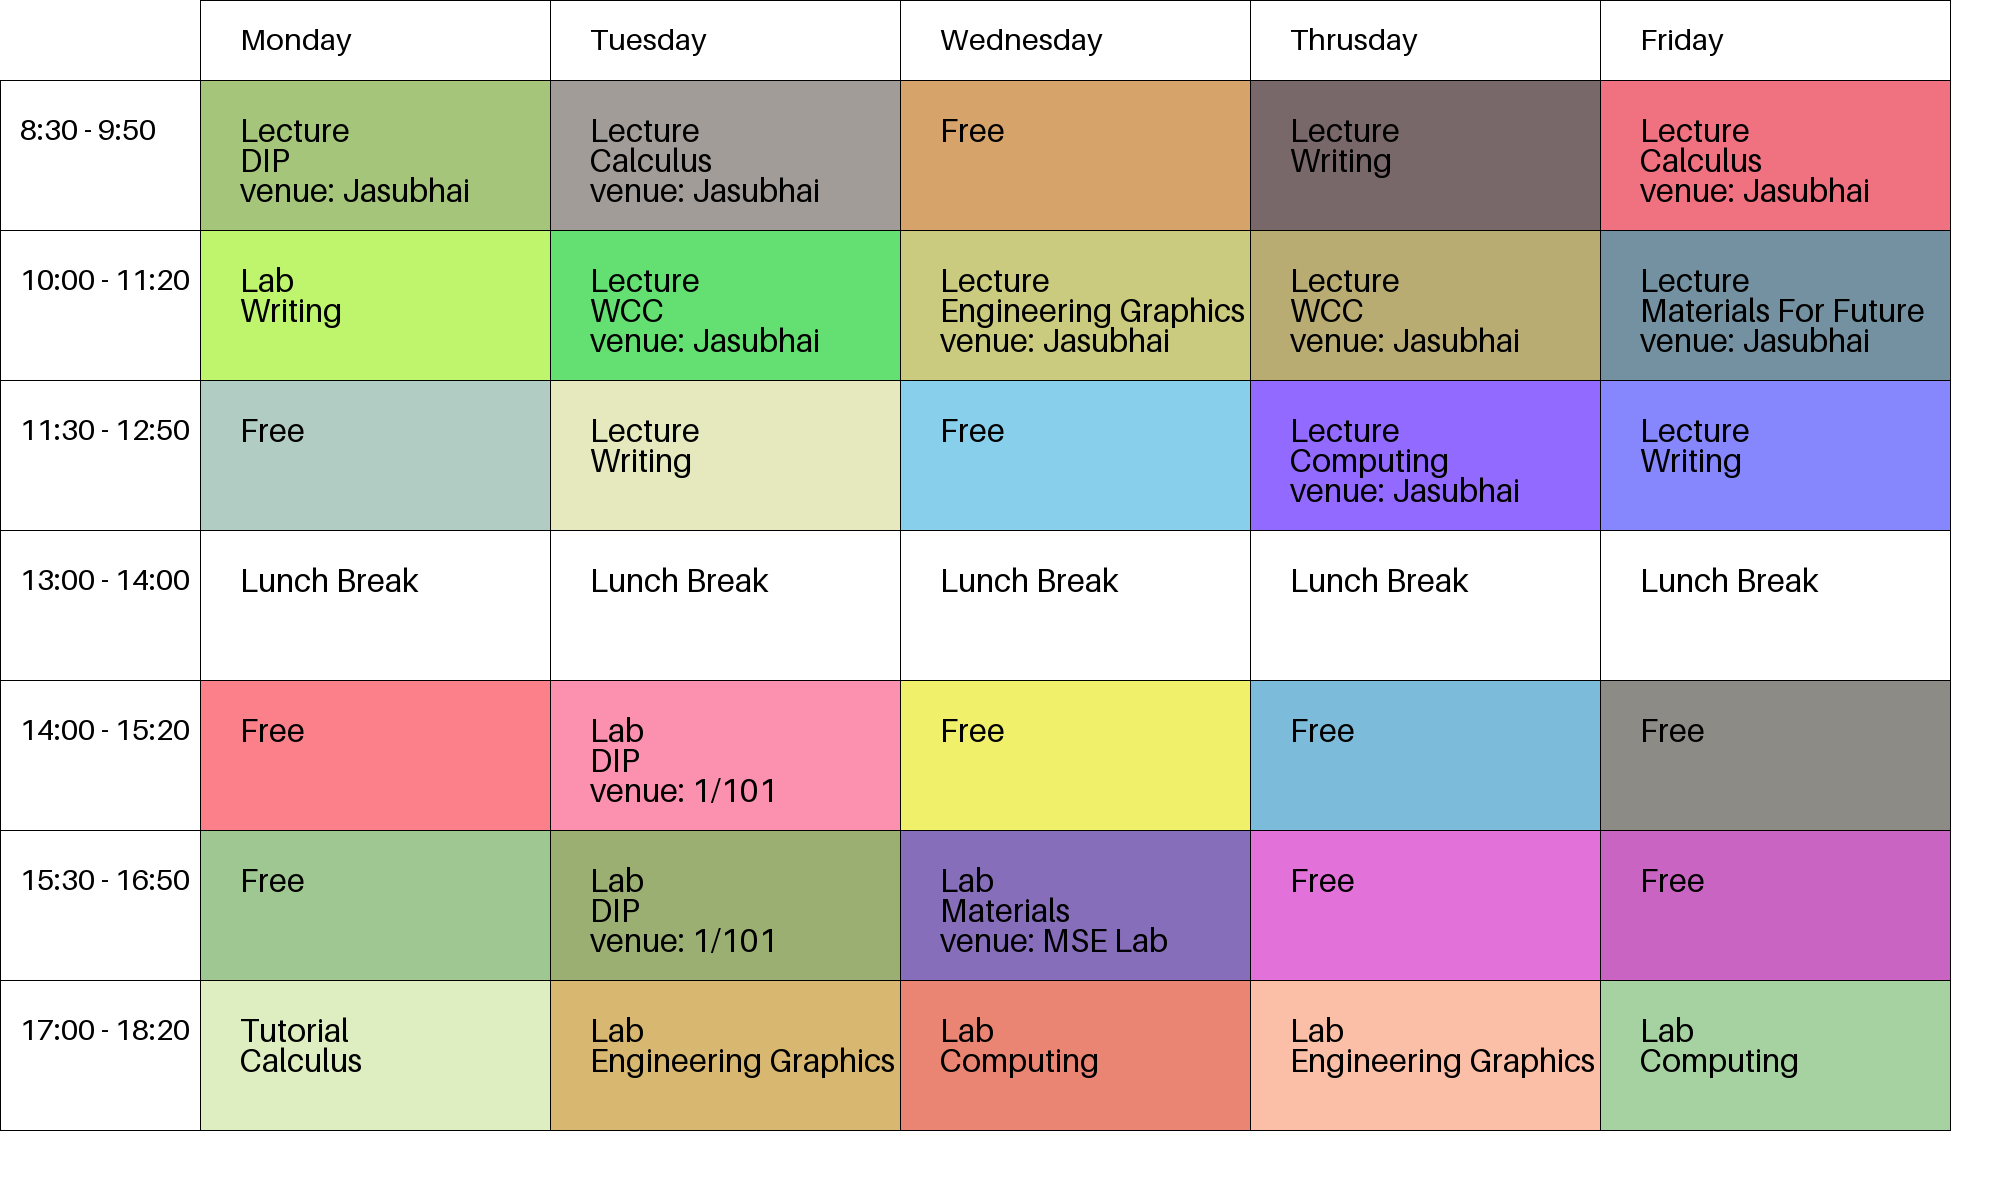 Monday
Tuesday
Wednesday
Thrusday
Friday
8:30 - 9:50
Lecture
DIP
venue: Jasubhai
Lecture
Calculus
venue: Jasubhai
Free
Lecture
Writing
Lecture
Calculus
venue: Jasubhai
10:00 - 11:20
Lab
Writing
Lecture
WCC
venue: Jasubhai
Lecture
Engineering Graphics
venue: Jasubhai
Lecture
WCC
venue: Jasubhai
Lecture
Materials For Future
venue: Jasubhai
11:30 - 12:50
Free
Lecture
Writing
Free
Lecture
Computing
venue: Jasubhai
Lecture
Writing
13:00 - 14:00
Lunch Break
Lunch Break
Lunch Break
Lunch Break
Lunch Break
14:00 - 15:20
Free
Lab
DIP
venue: 1/101
Free
Free
Free
15:30 - 16:50
Free
Lab
DIP
venue: 1/101
Lab
Materials
venue: MSE Lab
Free
Free
17:00 - 18:20
Tutorial
Calculus
Lab
Engineering Graphics
Lab
Computing
Lab
Engineering Graphics
Lab
Computing